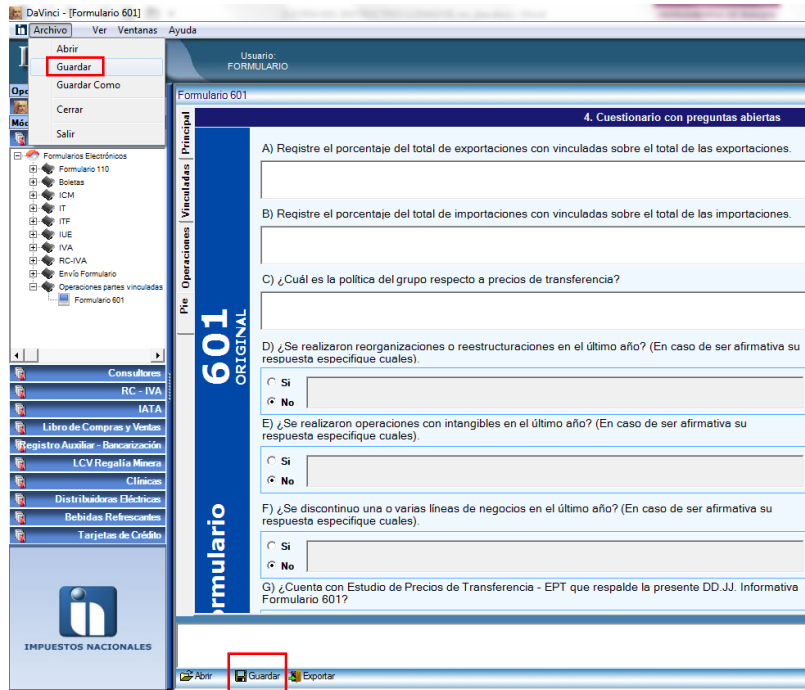 DaVinci - [Formulario 601]
Archivo Ver Ventanas Ayuda
Abrir
Guardar
Guardar Como
Cerrar
Salir
Usuario:
FORMULARIO
Formularios Electrónicos
Formulario 110
Boletas
ICM
IT
ITF
IUE
IVA
RC-IVA
Envío Formulario
Operaciones partes vinculadas
Formulario 601
Consultores
RC - IVA
IATA
Libro de Compras y Ventas
Registro Auxiliar - Bancarización
LCV Regalía Minera
Clínicas
Distribuidoras Eléctricas
Bebidas Refrescantes
Tarjetas de Crédito
IMPUESTOS NACIONALES
Formulario 601
Principal
Vinculadas
Operaciones
Pie
601
ORIGINAL
rmulario
4. Cuestionario con preguntas abiertas
A) Registre el porcentaje del total de exportaciones con vinculadas sobre el total de las exportaciones.
B) Registre el porcentaje del total de importaciones con vinculadas sobre el total de las importaciones.
C) ¿Cuál es la política del grupo respecto a precios de transferencia?
D) ¿Se realizaron reorganizaciones o reestructuraciones en el último año? (En caso de ser afirmativa su
respuesta especifique cuales).
Si
No
E) ¿Se realizaron operaciones con intangibles en el último año? (En caso de ser afirmativa su
respuesta especifique cuales).
Si
No
F) ¿Se discontinuo una o varias líneas de negocios en el último año? (En caso de ser afirmativa su
respuesta especifique cuales).
Si
No
G) ¿Cuenta con Estudio de Precios de Transferencia - EPT que respalde la presente DD.JJ. Informativa
Formulario 601?
Abrir Guardar Exportar